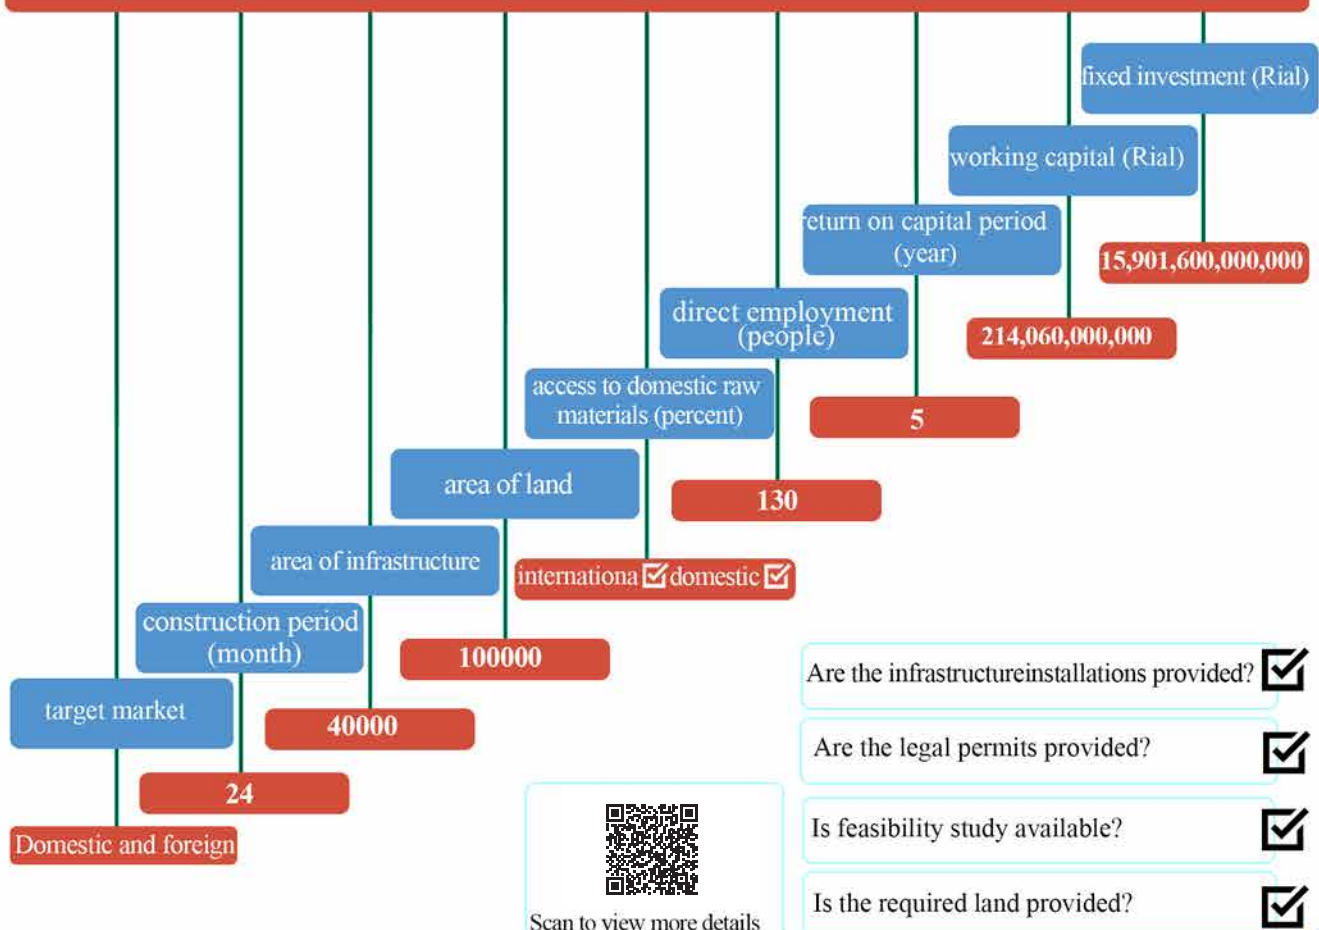 fixed investment (Rial)
15,901,600,000,000
working capital (Rial)
214,060,000,000
return on capital period
(year)
5
direct employment
(people)
130
access to domestic raw
materials (percent)
internationa domestic
area of land
100000
area of infrastructure
40000
construction period
(month)
24
target market
Domestic and foreign
Are the infrastructureinstallations provided?
Are the legal permits provided?
Is feasibility study available?
Is the required land provided?
Scan to view more details